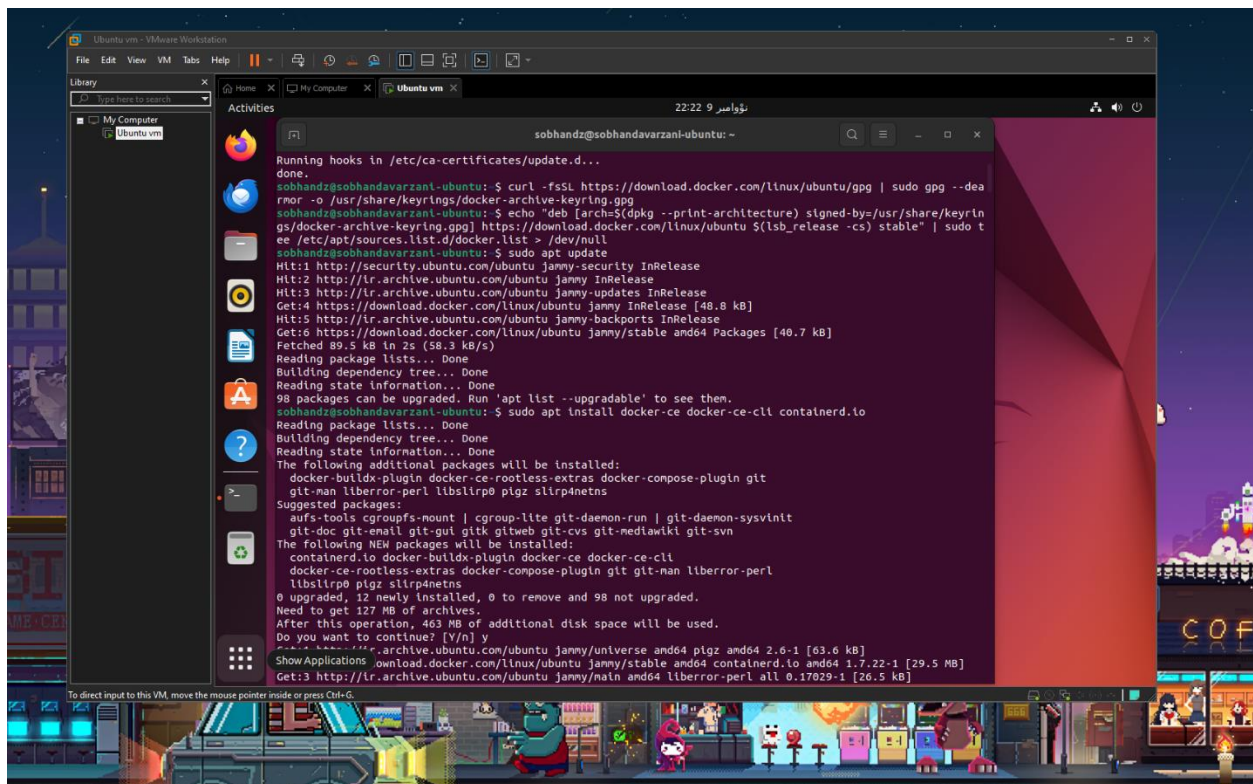 Ubuntu vm - VMware Workstation
File Edit View VM Tabs Help
Library
Type here to search
My Computer
Ubuntu vm
Home
My Computer
Ubuntu vm
Activities
22:22 9 نؤوامبر
sobhandz@sobhandavarzani-ubuntu: ~
Running hooks in /etc/ca-certificates/update.d...
done.
sobhandz@sobhandavarzani-ubuntu:~$ curl -fsSL https://download.docker.com/linux/ubuntu/gpg | sudo gpg --dea
rmor -o /usr/share/keyrings/docker-archive-keyring.gpg
sobhandz@sobhandavarzani-ubuntu:~$ echo "deb [arch=$(dpkg --print-architecture) signed-by=/usr/share/keyrin
gs/docker-archive-keyring.gpg] https://download.docker.com/linux/ubuntu $(lsb_release -cs) stable" | sudo t
ee /etc/apt/sources.list.d/docker.list > /dev/null
sobhandz@sobhandavarzani-ubuntu:~$ sudo apt update
Hit:1 http://security.ubuntu.com/ubuntu jammy-security InRelease
Hit:2 http://ir.archive.ubuntu.com/ubuntu jammy InRelease
Hit:3 http://ir.archive.ubuntu.com/ubuntu jammy-updates InRelease
Get:4 https://download.docker.com/linux/ubuntu jammy InRelease [48.8 kB]
Hit:5 http://ir.archive.ubuntu.com/ubuntu jammy-backports InRelease
Get:6 https://download.docker.com/linux/ubuntu jammy/stable amd64 Packages [40.7 kB]
Fetched 89.5 kB in 2s (58.3 kB/s)
Reading package lists... Done
Building dependency tree... Done
Reading state information... Done
98 packages can be upgraded. Run 'apt list --upgradable' to see them.
sobhandz@sobhandavarzani-ubuntu:~$ sudo apt install docker-ce docker-ce-cli containerd.io
Reading package lists... Done
Building dependency tree... Done
Reading state information... Done
The following additional packages will be installed:
docker-buildx-plugin docker-ce-rootless-extras docker-compose-plugin git
git-man liberror-perl libslirp0 pigz slirp4netns
Suggested packages:
aufs-tools cgroupfs-mount | cgroup-lite git-daemon-run | git-daemon-sysvinit
git-doc git-email git-gui gitk gitweb git-cvs git-mediawiki git-svn
The following NEW packages will be installed:
containerd.io docker-buildx-plugin docker-ce docker-ce-cli
docker-ce-rootless-extras docker-compose-plugin git git-man liberror-perl
libslirp0 pigz slirp4netns
0 upgraded, 12 newly installed, 0 to remove and 98 not upgraded.
Need to get 127 MB of archives.
After this operation, 463 MB of additional disk space will be used.
Do you want to continue? [Y/n] y
.archive.ubuntu.com/ubuntu jammy/universe amd64 pigz amd64 2.6-1 [63.6 kB]
Show Applications
ownload.docker.com/linux/ubuntu jammy/stable amd64 containerd.io amd64 1.7.22-1 [29.5 MB]
Get:3 http://ir.archive.ubuntu.com/ubuntu jammy/main amd64 liberror-perl all 0.17029-1 [26.5 kB]
To direct input to this VM, move the mouse pointer inside or press Ctrl+G.
COF